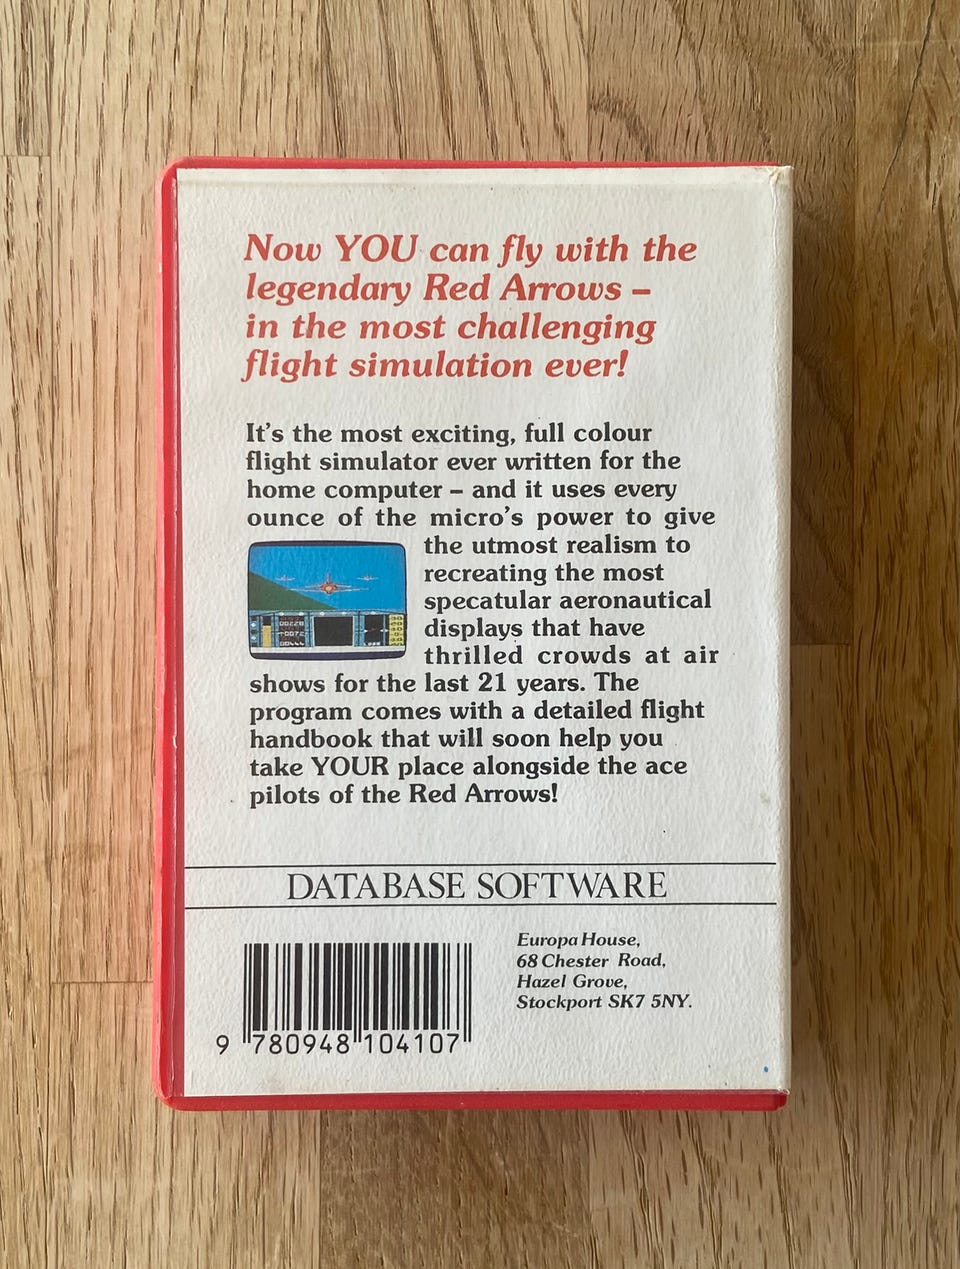 Now YOU can fly with the
legendary Red Arrows –
in the most challenging
flight simulation ever!
It's the most exciting, full colour
flight simulator ever written for the
home computer – and it uses every
ounce of the micro's power to give
the utmost realism to
recreating the most
specatular aeronautical
displays that have
thrilled crowds at air
shows for the last 21 years. The
program comes with a detailed flight
handbook that will soon help you
take YOUR place alongside the ace
pilots of the Red Arrows!
DATABASE SOFTWARE
Europa House,
68 Chester Road,
Hazel Grove,
Stockport SK7 5NY.
9 780948 104107